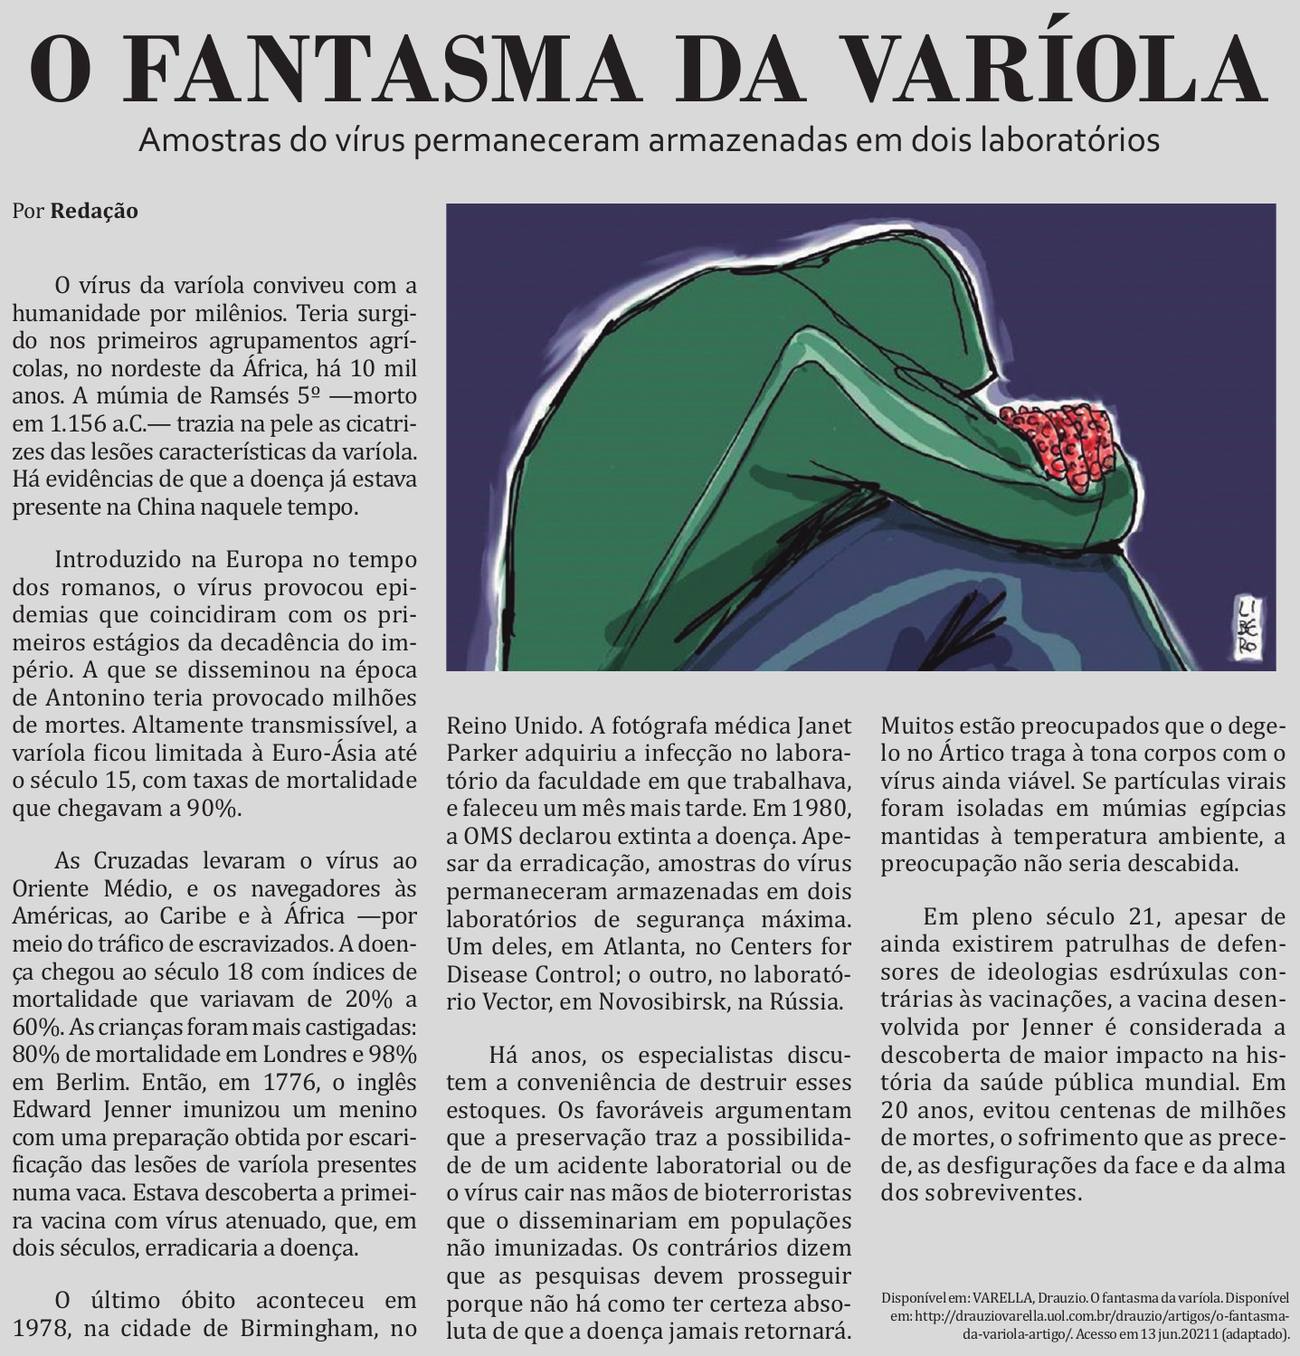 O FANTASMA DA VARÍOLA
Amostras do vírus permaneceram armazenadas em dois laboratórios
Por Redação
O vírus da varíola conviveu com a
humanidade por milênios. Teria surgi-
do nos primeiros agrupamentos agrí-
colas, no nordeste da África, há 10 mil
anos. A múmia de Ramsés 5º —morto
em 1.156 a.C.— trazia na pele as cicatri-
zes das lesões características da varíola.
Há evidências de que a doença já estava
presente na China naquele tempo.
Introduzido na Europa no tempo
dos romanos, o vírus provocou epi-
demias que coincidiram com os pri-
meiros estágios da decadência do im-
pério. A que se disseminou na época
de Antonino teria provocado milhões
de mortes. Altamente transmissível, a
varíola ficou limitada à Euro-Ásia até
o século 15, com taxas de mortalidade
que chegavam a 90%.
As Cruzadas levaram o vírus ao
Oriente Médio, e os navegadores às
Américas, ao Caribe e à África —por
meio do tráfico de escravizados. A doen-
ça chegou ao século 18 com índices de
mortalidade que variavam de 20% a
60%. As crianças foram mais castigadas:
80% de mortalidade em Londres e 98%
em Berlim. Então, em 1776, o inglês
Edward Jenner imunizou um menino
com uma preparação obtida por escari-
ficação das lesões de varíola presentes
numa vaca. Estava descoberta a primei-
ra vacina com vírus atenuado, que, em
dois séculos, erradicaria a doença.
O último óbito aconteceu em
1978, na cidade de Birmingham, no
Reino Unido. A fotógrafa médica Janet
Parker adquiriu a infecção no labora-
tório da faculdade em que trabalhava,
e faleceu um mês mais tarde. Em 1980,
a OMS declarou extinta a doença. Ape-
sar da erradicação, amostras do vírus
permaneceram armazenadas em dois
laboratórios de segurança máxima.
Um deles, em Atlanta, no Centers for
Disease Control; o outro, no laborató-
rio Vector, em Novosibirsk, na Rússia.
Há anos, os especialistas discu-
tem a conveniência de destruir esses
estoques. Os favoráveis argumentam
que a preservação traz a possibilida-
de de um acidente laboratorial ou de
o vírus cair nas mãos de bioterroristas
que o disseminariam em populações
não imunizadas. Os contrários dizem
que as pesquisas devem prosseguir
porque não há como ter certeza abso-
luta de que a doença jamais retornará.
Muitos estão preocupados que o dege-
lo no Ártico traga à tona corpos com o
vírus ainda viável. Se partículas virais
foram isoladas em múmias egípcias
mantidas à temperatura ambiente, a
preocupação não seria descabida.
Em pleno século 21, apesar de
ainda existirem patrulhas de defen-
sores de ideologias esdrúxulas con-
trárias às vacinações, a vacina desen-
volvida por Jenner é considerada a
descoberta de maior impacto na his-
tória da saúde pública mundial. Em
20 anos, evitou centenas de milhões
de mortes, o sofrimento que as prece-
de, as desfigurações da face e da alma
dos sobreviventes.
Disponível em: VARELLA, Drauzio. O fantasma da varíola. Disponível
em: http://drauziovarella.uol.com.br/drauzio/artigos/o-fantasma-
da-variola-artigo/. Acesso em 13 jun.20211 (adaptado).